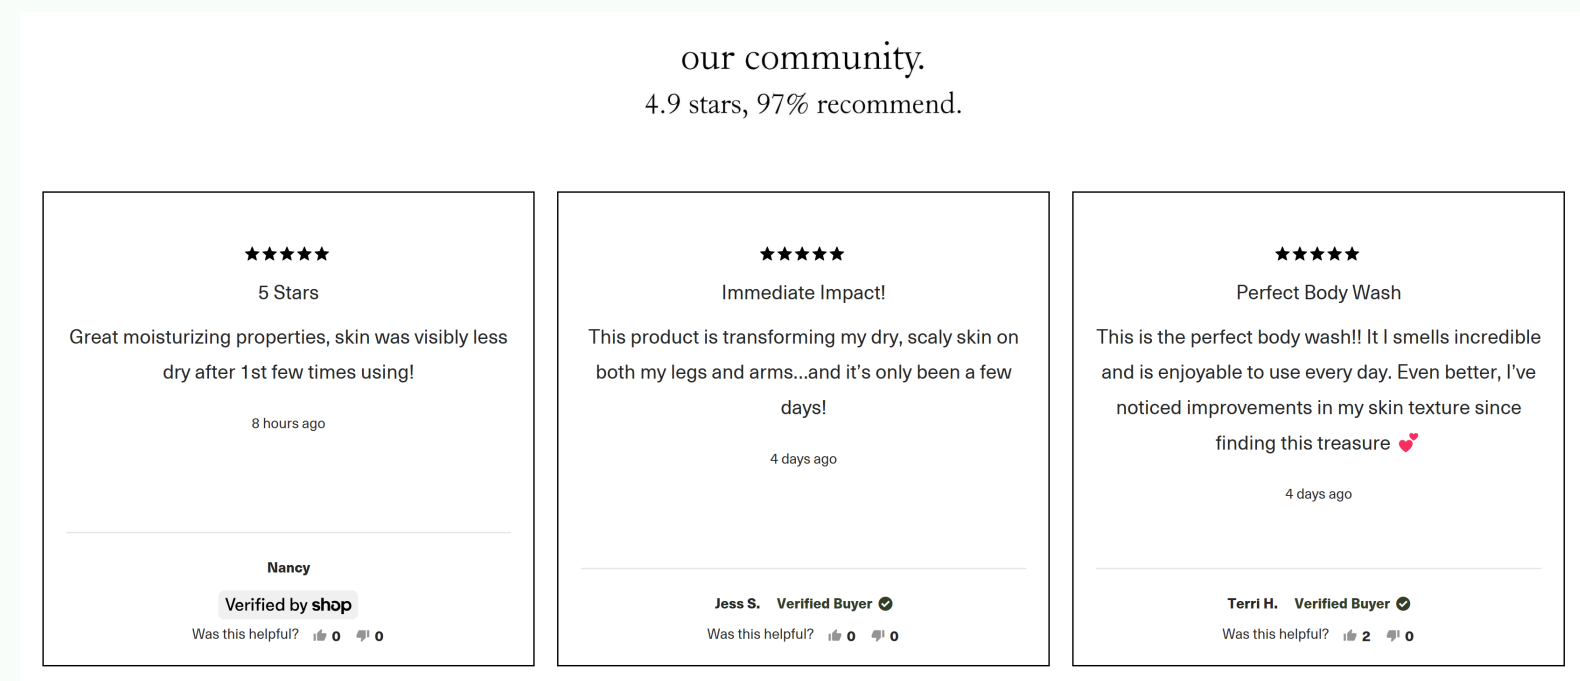 our community.
4.9 stars, 97% recommend.
5 Stars
Great moisturizing properties, skin was visibly less
dry after 1st few times using!
8 hours ago
Nancy
Verified by shop
Was this helpful? 0 0
Immediate Impact!
This product is transforming my dry, scaly skin on
both my legs and arms...and it's only been a few
days!
4 days ago
Jess S. Verified Buyer
Was this helpful? 0 0
Perfect Body Wash
This is the perfect body wash!! It I smells incredible
and is enjoyable to use every day. Even better, I've
noticed improvements in my skin texture since
finding this treasure 💕
4 days ago
Terri H. Verified Buyer
Was this helpful? 2 0